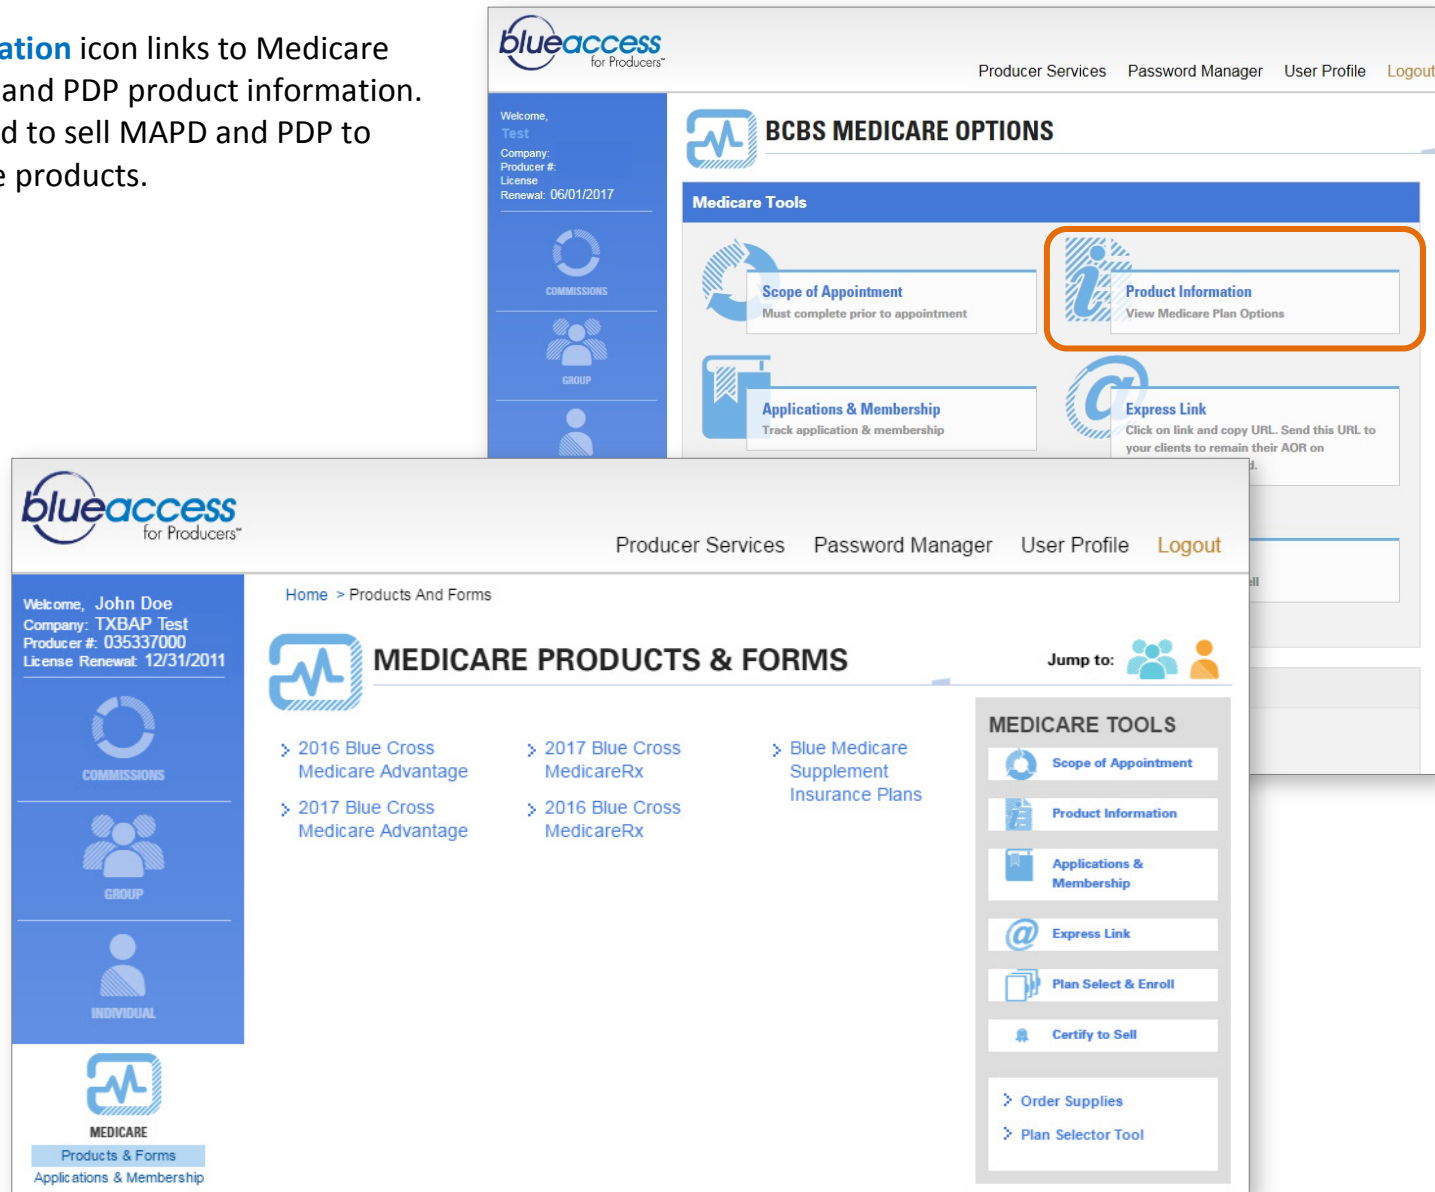 ation icon links to Medicare
and PDP product information.
d to sell MAPD and PDP to
e products.
blueaccess
for Producers℠
Producer Services Password Manager User Profile Logout
Welcome,
Test
Company:
Producer #:
License
Renewal: 06/01/2017
COMMISSIONS
GROUP
BCBS MEDICARE OPTIONS
Medicare Tools
Scope of Appointment
Must complete prior to appointment
Product Information
View Medicare Plan Options
Applications & Membership
Track application & membership
Express Link
Click on link and copy URL. Send this URL to
your clients to remain their AOR on
d.
ell
blueaccess
for Producers℠
Producer Services Password Manager User Profile Logout
Welcome, John Doe
Company: TXBAP Test
Producer #: 035337000
License Renewal: 12/31/2011
COMMISSIONS
GROUP
INDIVIDUAL
MEDICARE
Products & Forms
Applications & Membership
Home > Products And Forms
MEDICARE PRODUCTS & FORMS
Jump to:
2016 Blue Cross
Medicare Advantage
2017 Blue Cross
Medicare Advantage
2017 Blue Cross
MedicareRx
2016 Blue Cross
MedicareRx
Blue Medicare
Supplement
Insurance Plans
MEDICARE TOOLS
Scope of Appointment
Product Information
Applications &
Membership
Express Link
Plan Select & Enroll
Certify to Sell
Order Supplies
Plan Selector Tool